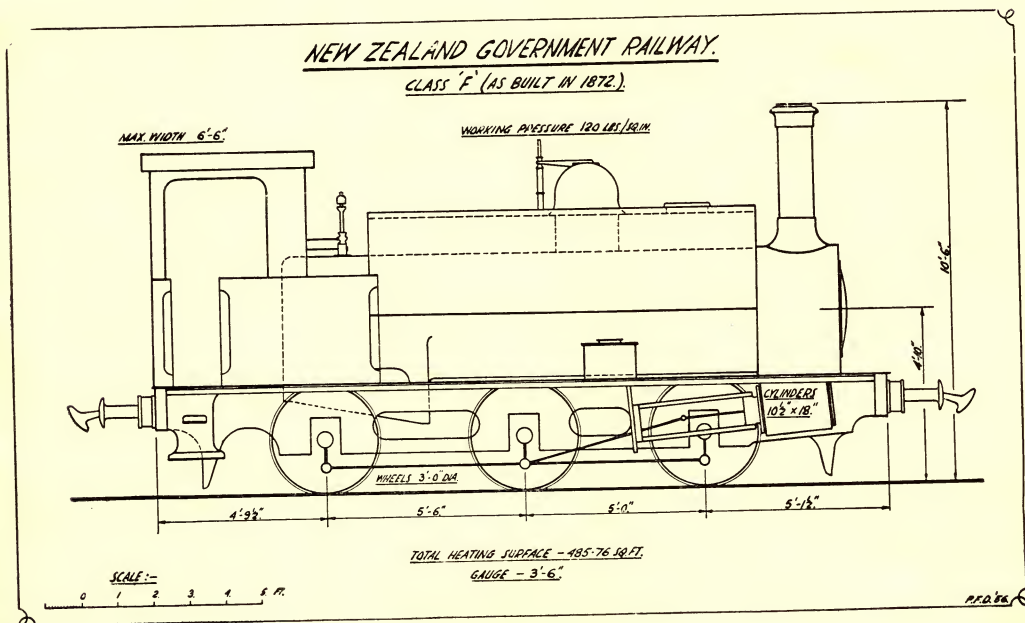 NEW ZEALAND GOVERNMENT RAILWAY.
CLASS 'F' (AS BUILT IN 1872.).
MAX. WIDTH 6'-6".
WORKING PRESSURE 120 LBS/SQ.IN.
10'-6"
4'-10"
CYLINDERS
10½" × 18."
WHEELS 3'-0" DIA.
4'-9½" 5'-6" 5'-0" 5'-1½"
TOTAL HEATING SURFACE - 485·76 SQ.FT.
GAUGE - 3'-6".
SCALE :-
0 1 2. 3. 4. 5 FT.
P.F.D.'56